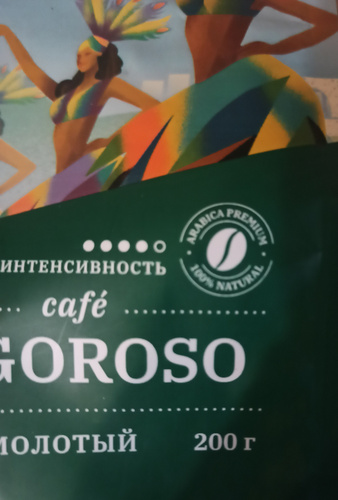 ARABICA PREMIUM
100% NATURAL
ИНТЕНСИВНОСТЬ
café
GOROSO
МОЛОТЫЙ 200 г